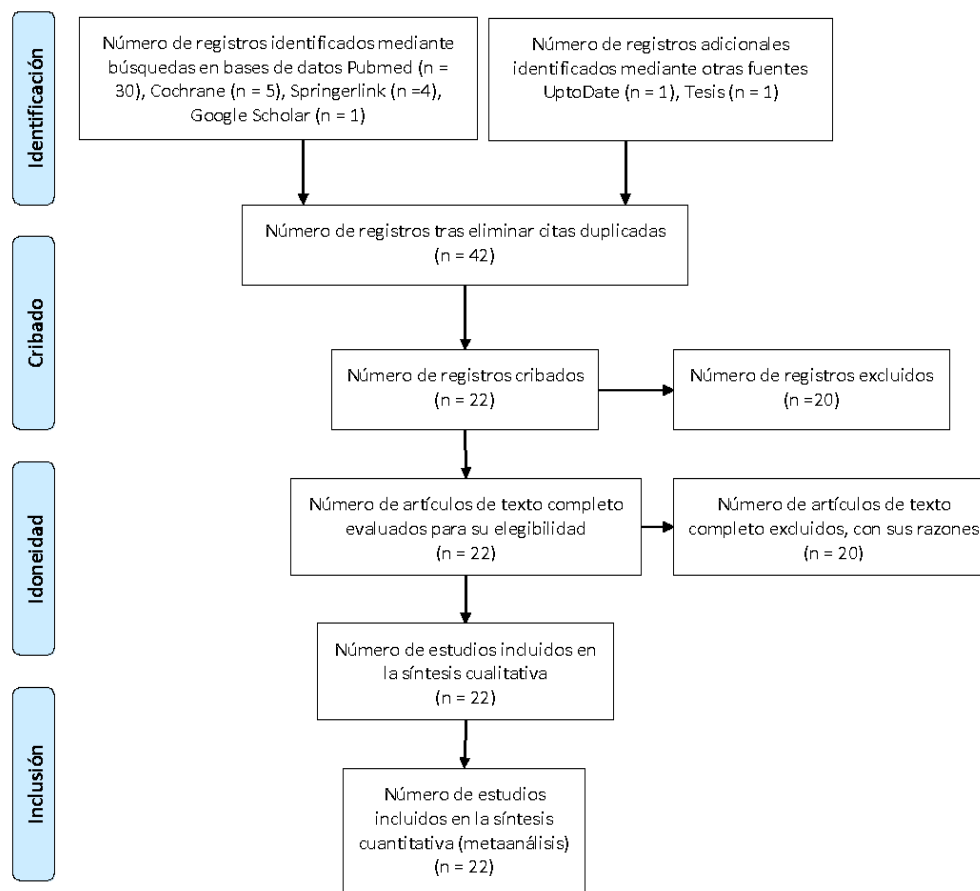 Identificación
Número de registros identificados mediante
búsquedas en bases de datos Pubmed (n =
30), Cochrane (n = 5), Springerlink (n =4),
Google Scholar (n = 1)
Número de registros adicionales
identificados mediante otras fuentes
UptoDate (n = 1), Tesis (n = 1)
Número de registros tras eliminar citas duplicadas
(n = 42)
Cribado
Número de registros cribados
(n = 22)
Número de registros excluidos
(n =20)
Idoneidad
Número de artículos de texto completo
evaluados para su elegibilidad
(n = 22)
Número de artículos de texto
completo excluidos, con sus razones
(n = 20)
Número de estudios incluidos en
la síntesis cualitativa
(n = 22)
Inclusión
Número de estudios
incluidos en la síntesis
cuantitativa (metaanálisis)
(n = 22)